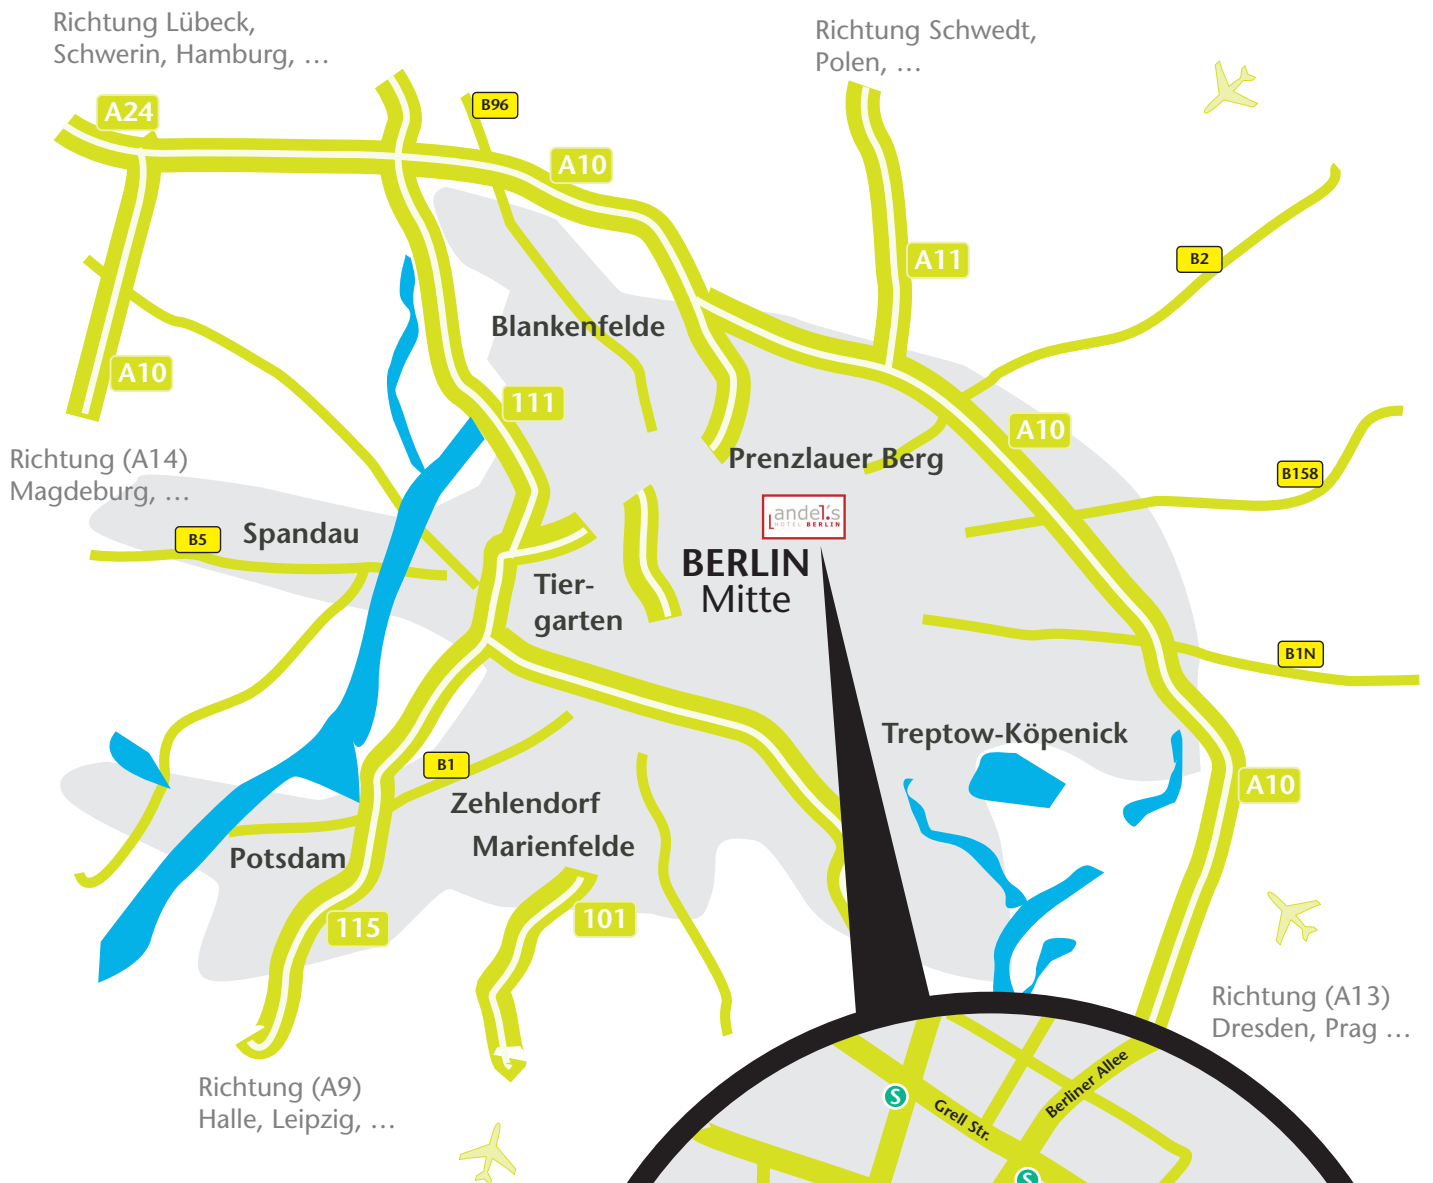 Richtung Lübeck,
Schwerin, Hamburg, …
Richtung Schwedt,
Polen, …
A24
B96
A10
A11
B2
Blankenfelde
A10
111
A10
Richtung (A14)
Magdeburg, …
Prenzlauer Berg
B158
andel's
HOTEL BERLIN
Spandau
B5
BERLIN
Mitte
Tier-
garten
B1N
Treptow-Köpenick
B1
A10
Zehlendorf
Marienfelde
Potsdam
115
101
Richtung (A13)
Dresden, Prag …
Richtung (A9)
Halle, Leipzig, …
Berliner Allee
S
Grell Str.
S